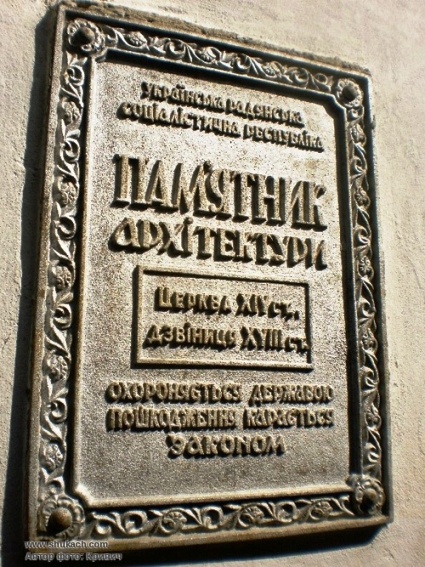 Українська Радянська
Соціалістична Республіка
ПАМ'ЯТНИК
АРХІТЕКТУРИ
Церква XIV ст.,
дзвіниця XVIII ст.
ОХОРОНЯЄТЬСЯ ДЕРЖАВОЮ
ПОШКОДЖЕННЯ КАРАЄТЬСЯ
ЗАКОНОМ
www.shukach.com
Автор фото: Кривич